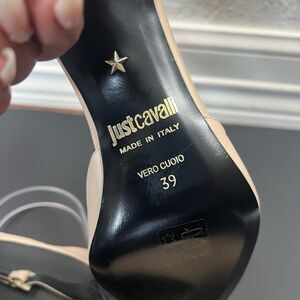 justcavalli
MADE IN ITALY
VERO CUOIO
39